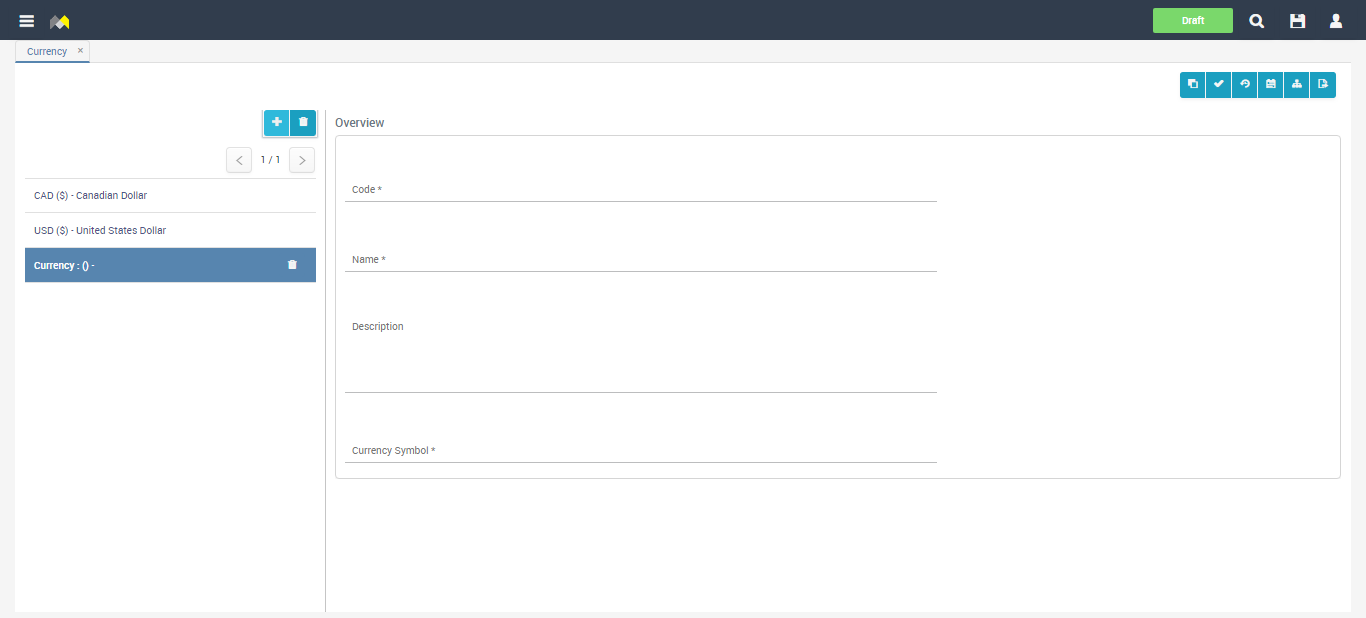 Draft
Currency ×
Overview
1 / 1
CAD ($) - Canadian Dollar
USD ($) - United States Dollar
Currency : () -
Code *
Name *
Description
Currency Symbol *